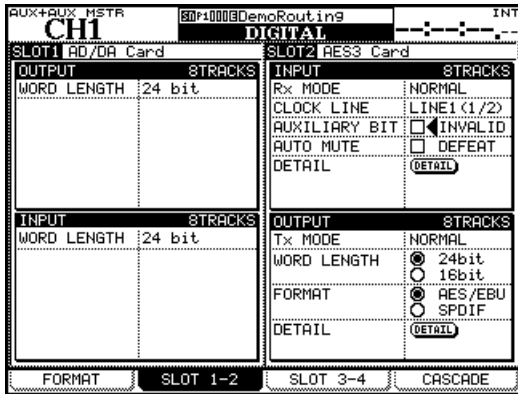 AUX+AUX MSTR
CH1
DemoRouting
DIGITAL
INT
--:--:--.--
SLOT1 AD/DA Card
OUTPUT 8TRACKS
WORD LENGTH 24 bit
INPUT 8TRACKS
WORD LENGTH 24 bit
SLOT2 AES3 Card
INPUT 8TRACKS
Rx MODE NORMAL
CLOCK LINE LINE1(1/2)
AUXILIARY BIT INVALID
AUTO MUTE DEFEAT
DETAIL DETAIL
OUTPUT 8TRACKS
Tx MODE NORMAL
WORD LENGTH 24bit
16bit
FORMAT AES/EBU
SPDIF
DETAIL DETAIL
FORMAT SLOT 1-2 SLOT 3-4 CASCADE